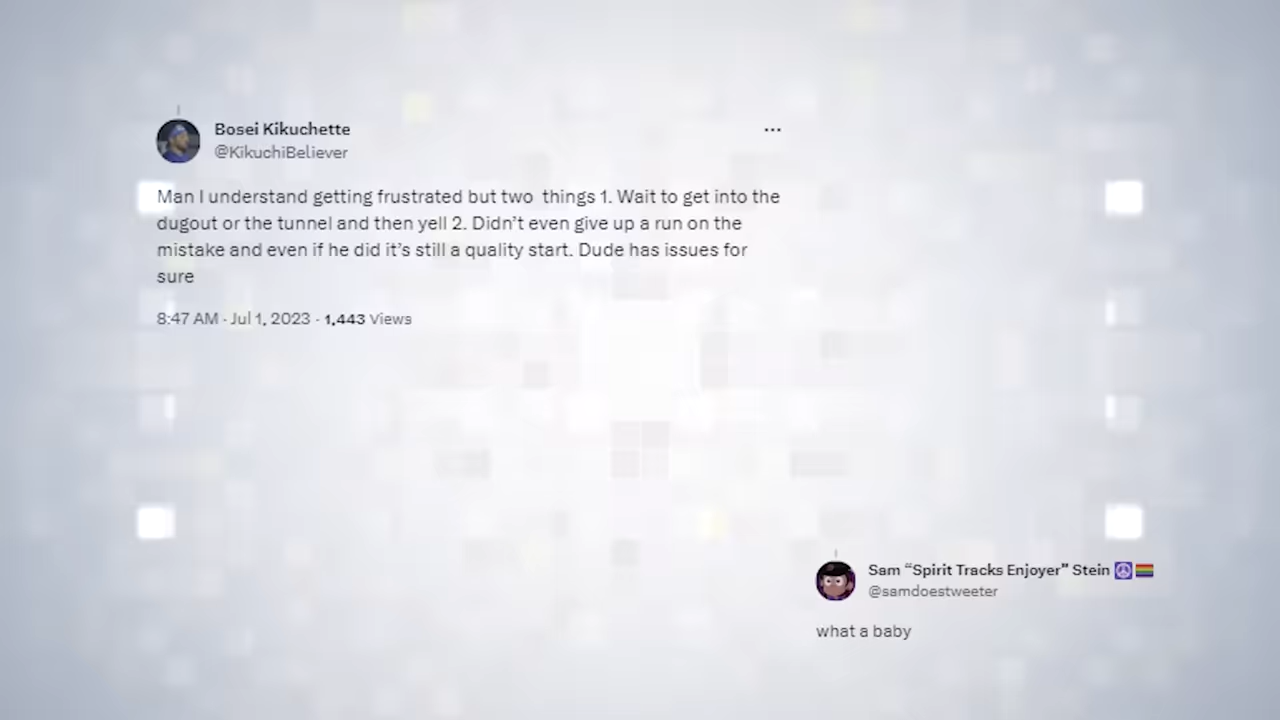 Bosei Kikuchette
@KikuchiBeliever
Man I understand getting frustrated but two  things 1. Wait to get into the
dugout or the tunnel and then yell 2. Didn’t even give up a run on the
mistake and even if he did it’s still a quality start. Dude has issues for
sure
8:47 AM · Jul 1, 2023 · 1,443 Views
Sam “Spirit Tracks Enjoyer” Stein ☮️🏳️‍🌈
@samdoestweeter
what a baby